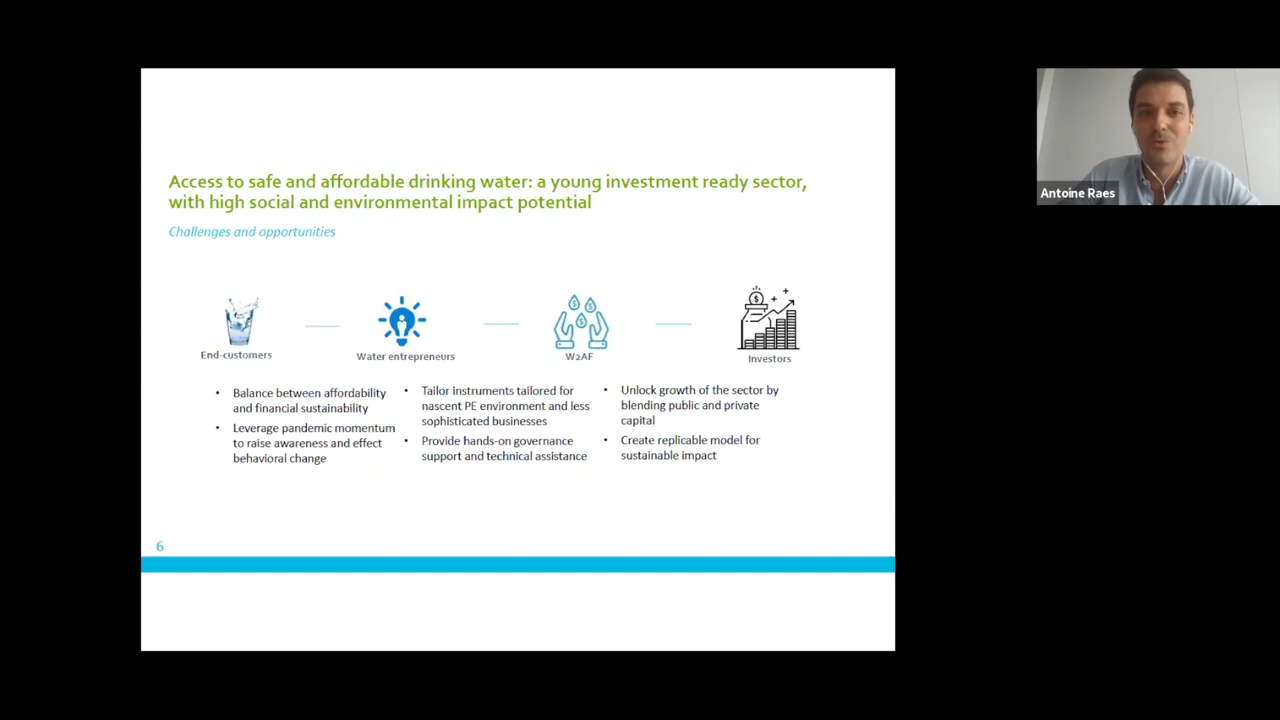 Access to safe and affordable drinking water: a young investment ready sector,
with high social and environmental impact potential
Challenges and opportunities
End-customers
Water entrepreneurs
W2AF
Investors
• Balance between affordability
and financial sustainability
• Leverage pandemic momentum
to raise awareness and effect
behavioral change
• Tailor instruments tailored for
nascent PE environment and less
sophisticated businesses
• Provide hands-on governance
support and technical assistance
• Unlock growth of the sector by
blending public and private
capital
• Create replicable model for
sustainable impact
6
Antoine Raes